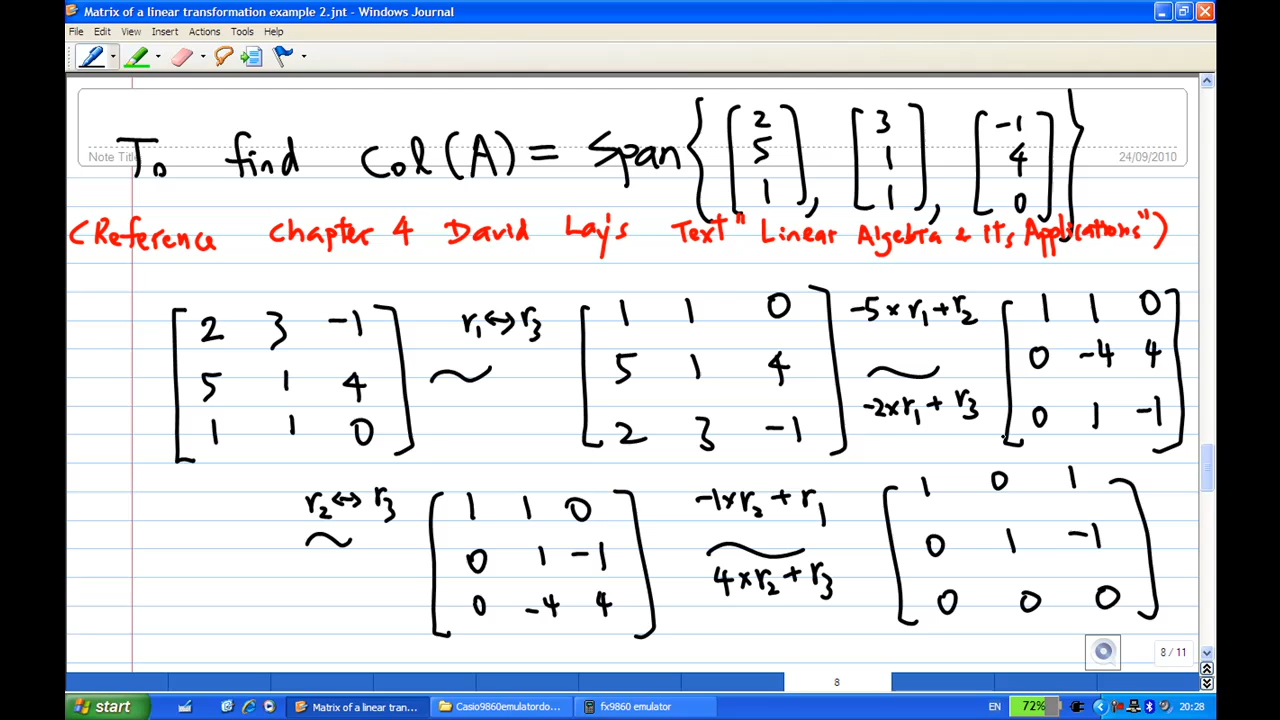 Matrix of a linear transformation example 2.jnt - Windows Journal
File Edit View Insert Actions Tools Help
Note Title 24/09/2010
To find Col(A) = Span{[2 5 1], [3 1 1], [-1 4 0]}
(Reference Chapter 4 David Lay's Text "Linear Algebra & Its Applications")
[2 3 -1] r1↔r3 [1 1 0] -5×r1+r2 [1 1 0]
[5 1 4] ~ [5 1 4] ~ [0 -4 4]
[1 1 0] [2 3 -1] -2×r1+r3 [0 1 -1]
r2↔r3 [1 1 0] -1×r2+r1 [1 0 1]
~ [0 1 -1] ~ [0 1 -1]
[0 -4 4] 4×r2+r3 [0 0 0]
8 / 11
8
start Matrix of a linear tran... Casio9860emulatordo... fx9860 emulator EN 72% 20:28